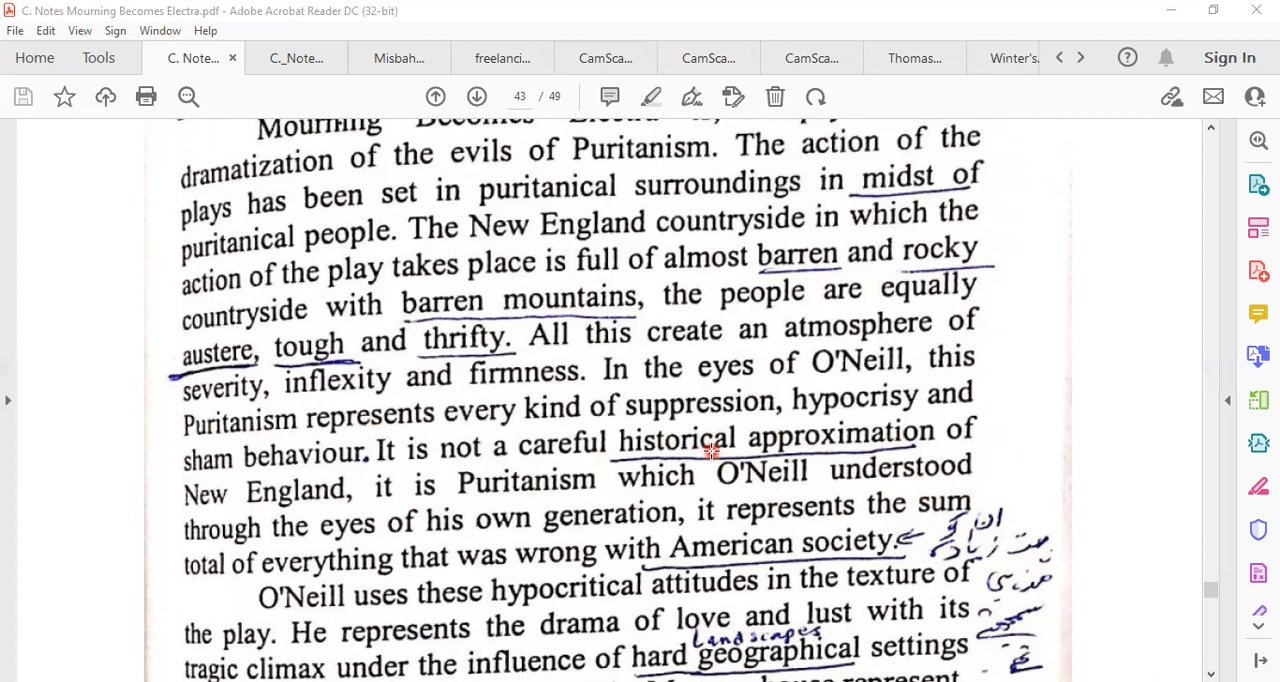 C. Notes Mourning Becomes Electra.pdf - Adobe Acrobat Reader DC (32-bit)
File Edit View Sign Window Help
Home Tools C. Note... × C._Note... Misbah... freelanci... CamSca... CamSca... CamSca... Thomas... Winter's Sign In
43 / 49
Mourning Becomes Electra
dramatization of the evils of Puritanism. The action of the
plays has been set in puritanical surroundings in midst of
puritanical people. The New England countryside in which the
action of the play takes place is full of almost barren and rocky
countryside with barren mountains, the people are equally
austere, tough and thrifty. All this create an atmosphere of
severity, inflexity and firmness. In the eyes of O'Neill, this
Puritanism represents every kind of suppression, hypocrisy and
sham behaviour. It is not a careful historical approximation of
New England, it is Puritanism which O'Neill understood
through the eyes of his own generation, it represents the sum
total of everything that was wrong with American society.
O'Neill uses these hypocritical attitudes in the texture of
the play. He represents the drama of love and lust with its
Landscapes
tragic climax under the influence of hard geographical settings
represent